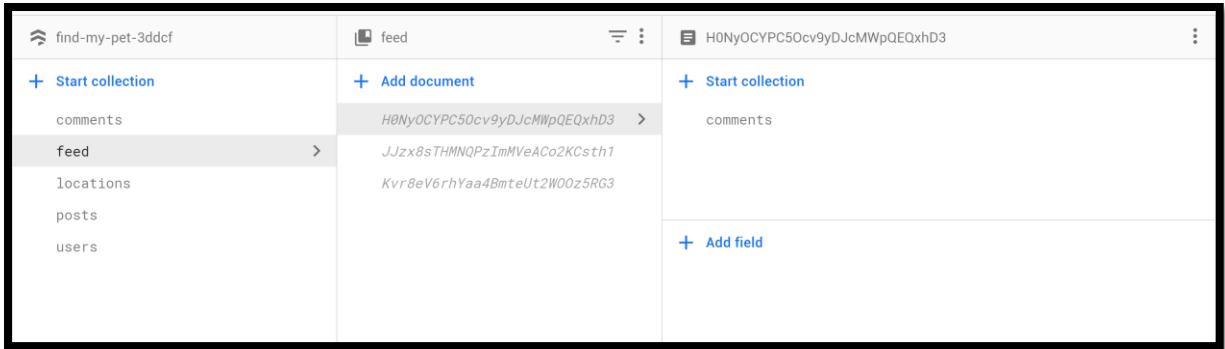 find-my-pet-3ddcf
Start collection
comments
feed
locations
posts
users
feed
Add document
H0NyOCYPC5Ocv9yDJcMWpQEQxhD3
JJzx8sTHMNQPzImMVeACo2KCsth1
Kvr8eV6rhYaa4BmteUt2WOOz5RG3
H0NyOCYPC5Ocv9yDJcMWpQEQxhD3
Start collection
comments
Add field